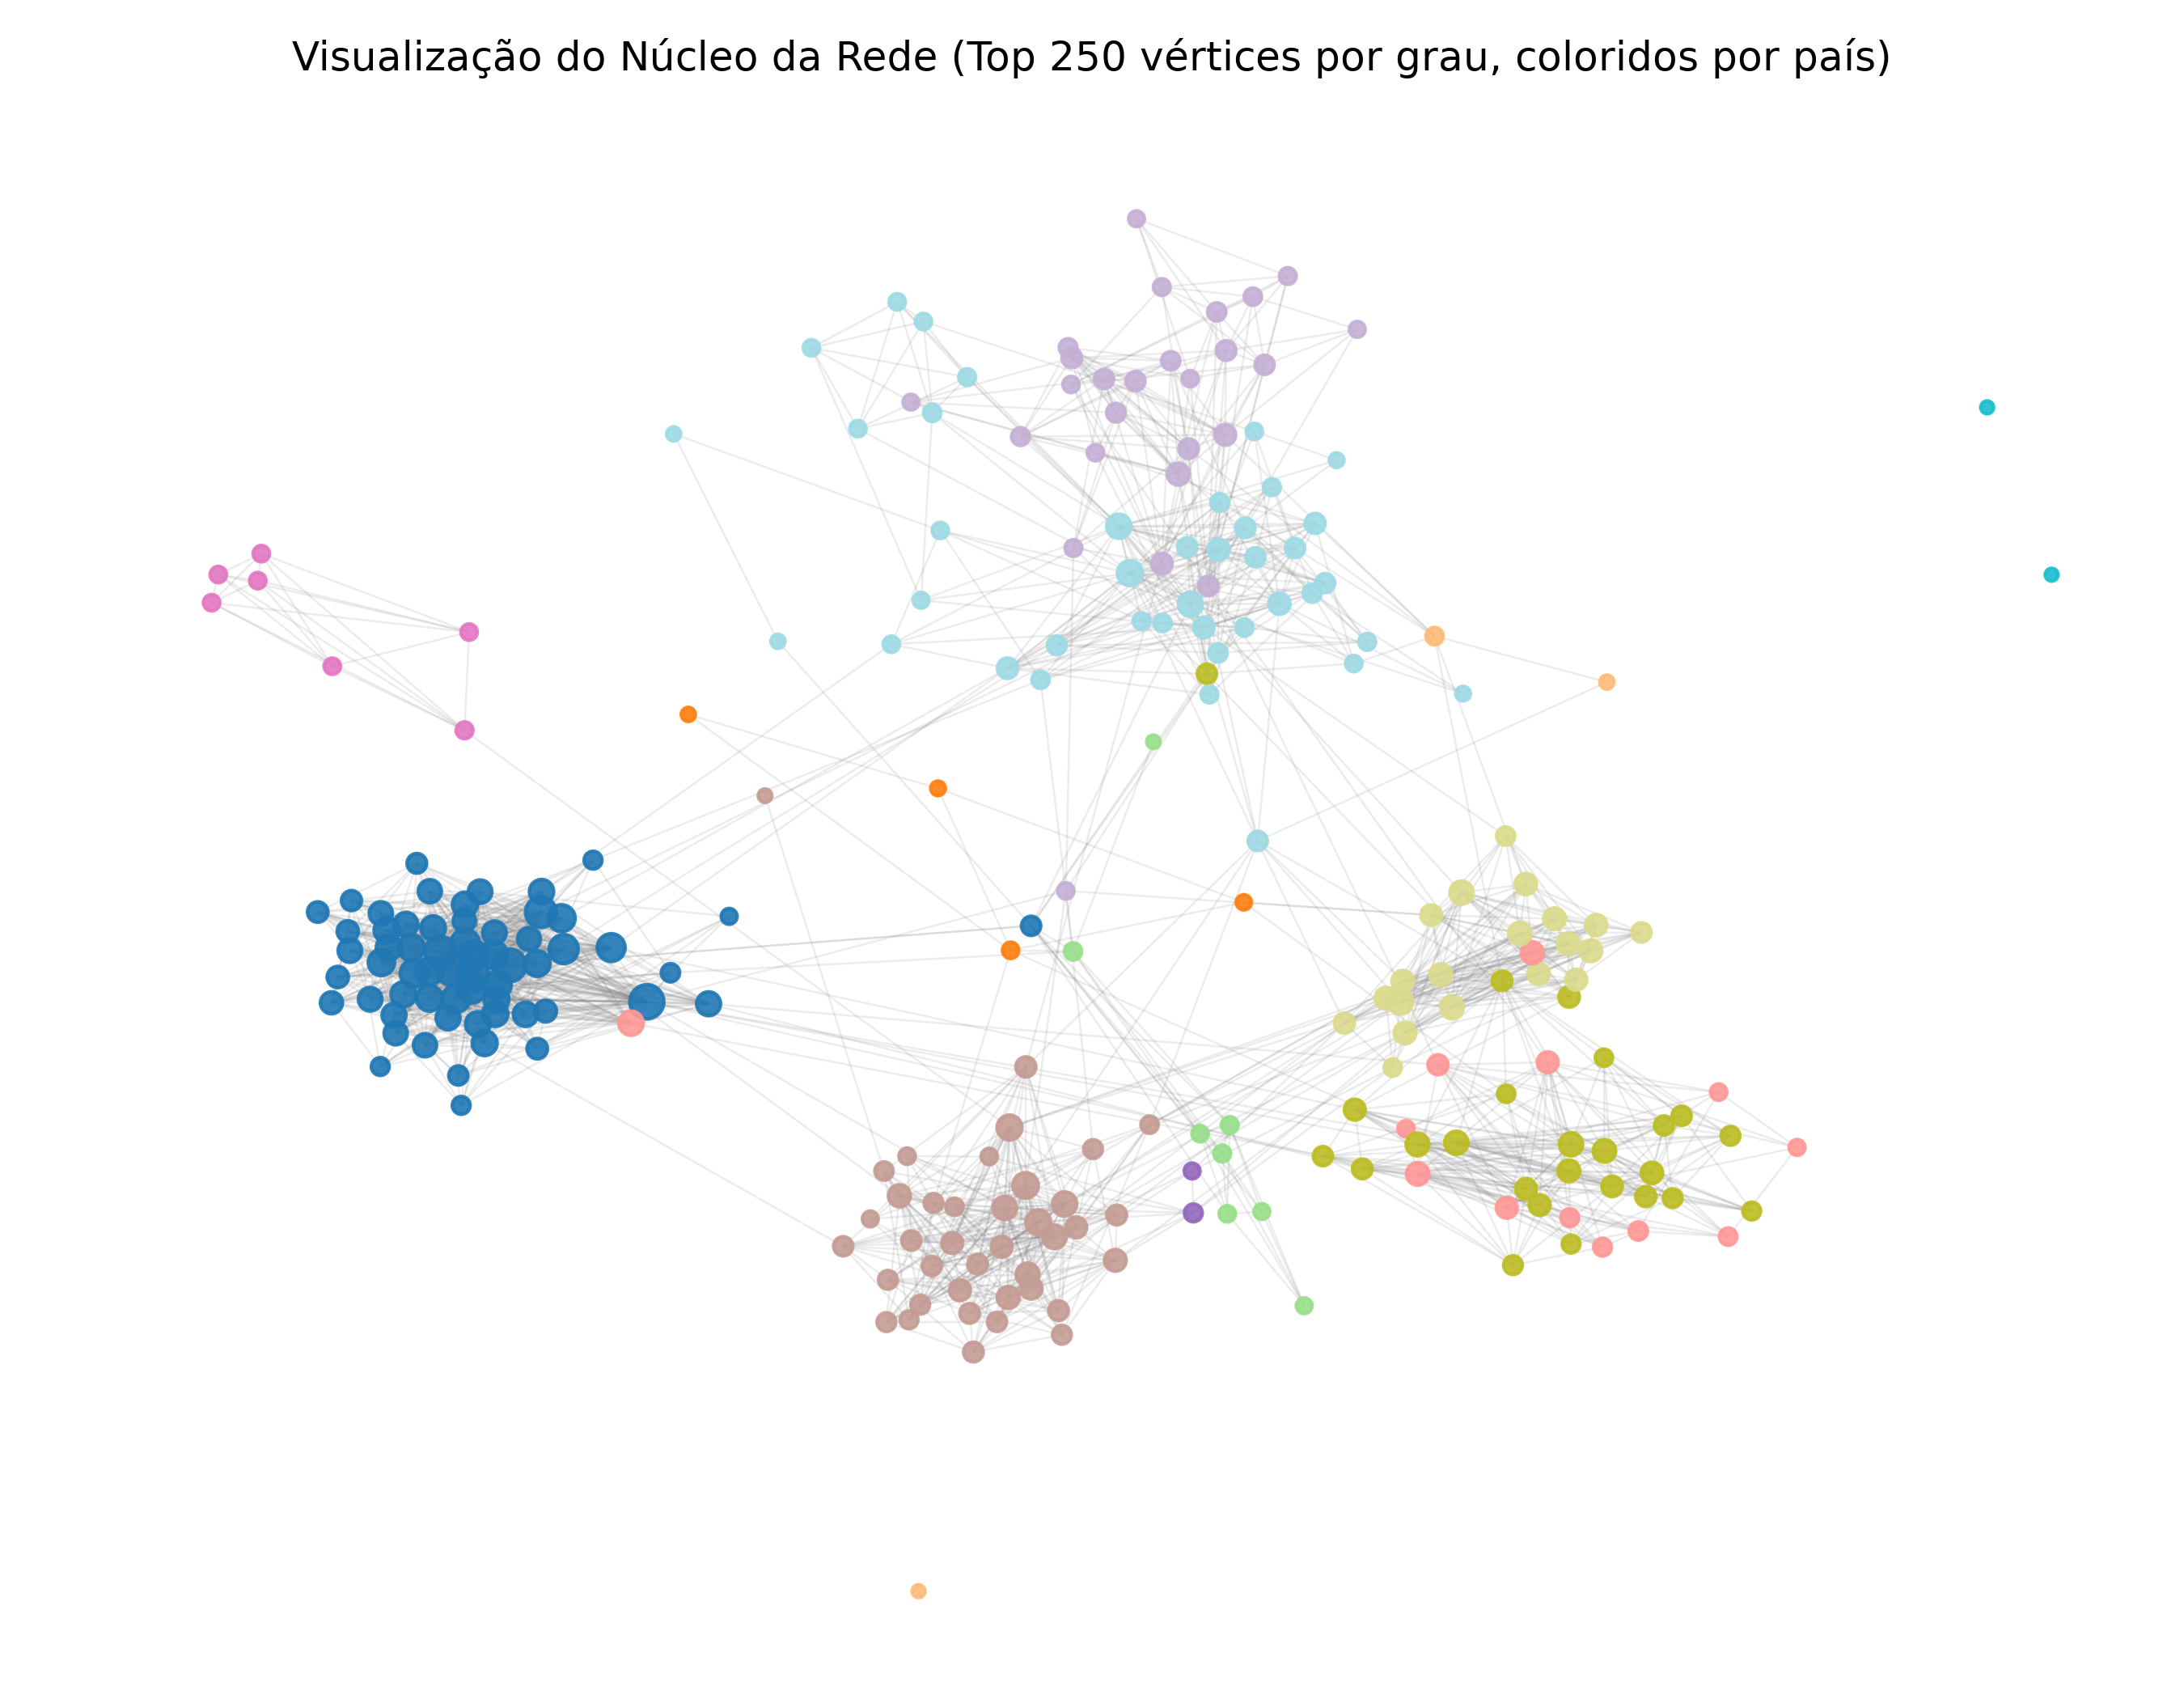 Visualização do Núcleo da Rede (Top 250 vértices por grau, coloridos por país)